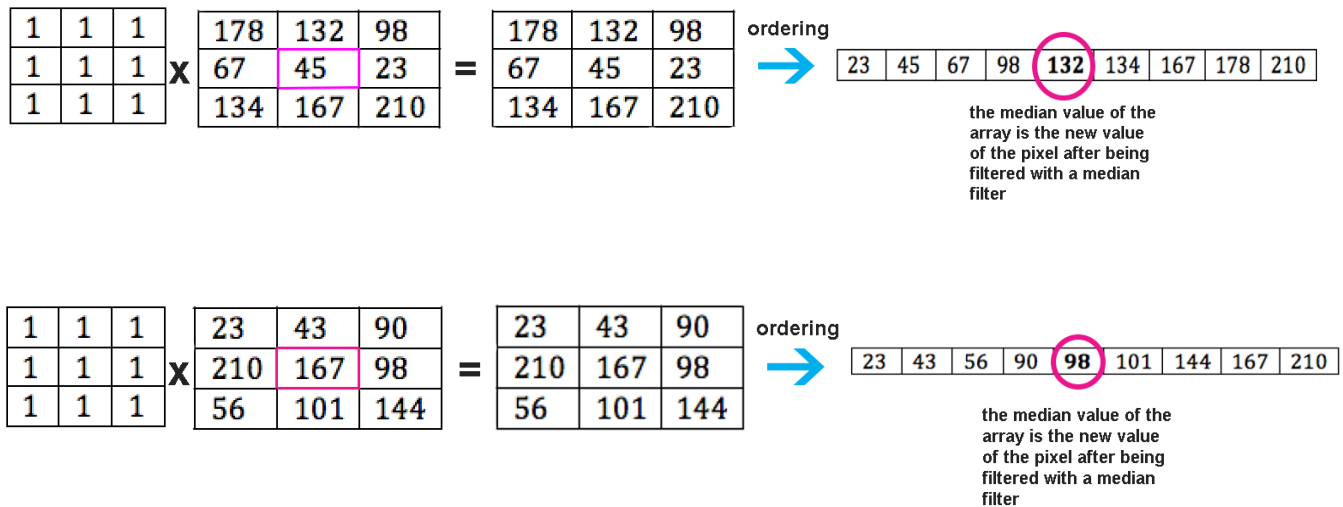 1 1 1 178 132 98 178 132 98 ordering
1 1 1 x 67 45 23 = 67 45 23 23 45 67 98 132 134 167 178 210
1 1 1 134 167 210 134 167 210
the median value of the
array is the new value
of the pixel after being
filtered with a median
filter
1 1 1 23 43 90 23 43 90 ordering
1 1 1 x 210 167 98 = 210 167 98 23 43 56 90 98 101 144 167 210
1 1 1 56 101 144 56 101 144
the median value of the
array is the new value
of the pixel after being
filtered with a median
filter